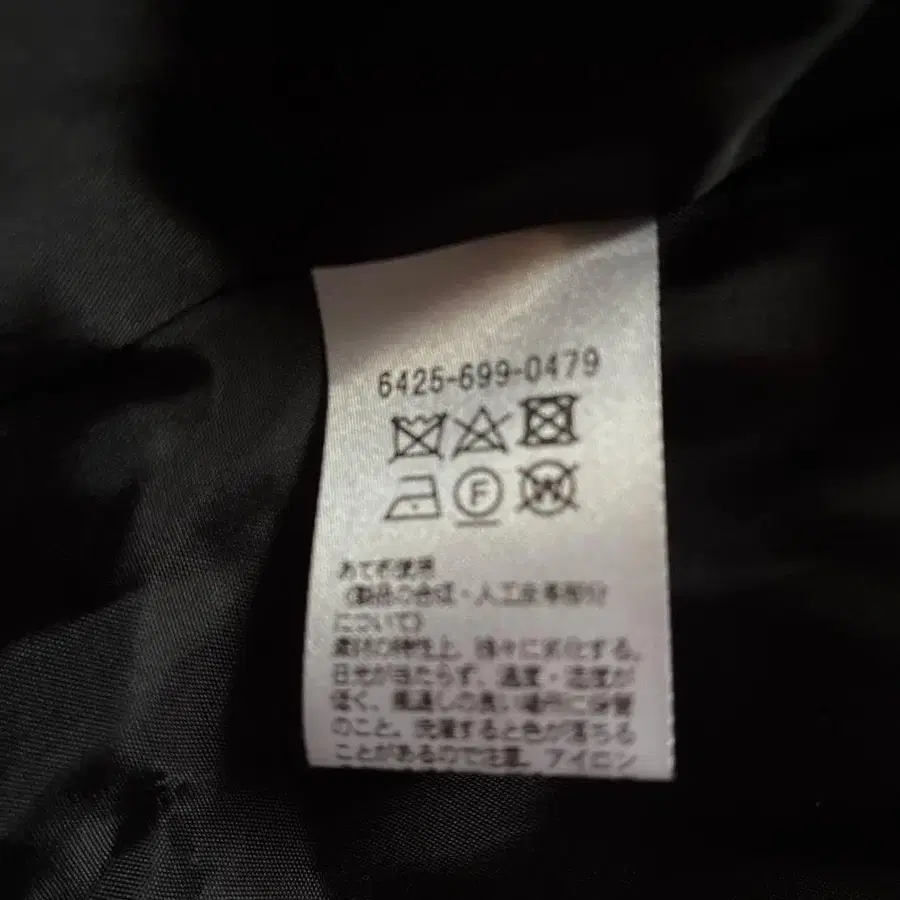 6425-699-0479
F
W
あて布使用
(製品の合成・人工皮革部分
について)
素材の特性上、徐々に劣化する。
日光が当たらず、温度・湿度が
低く、風通しの良い場所に保管
のこと。洗濯すると色が落ちる
ことがあるので注意。アイロン